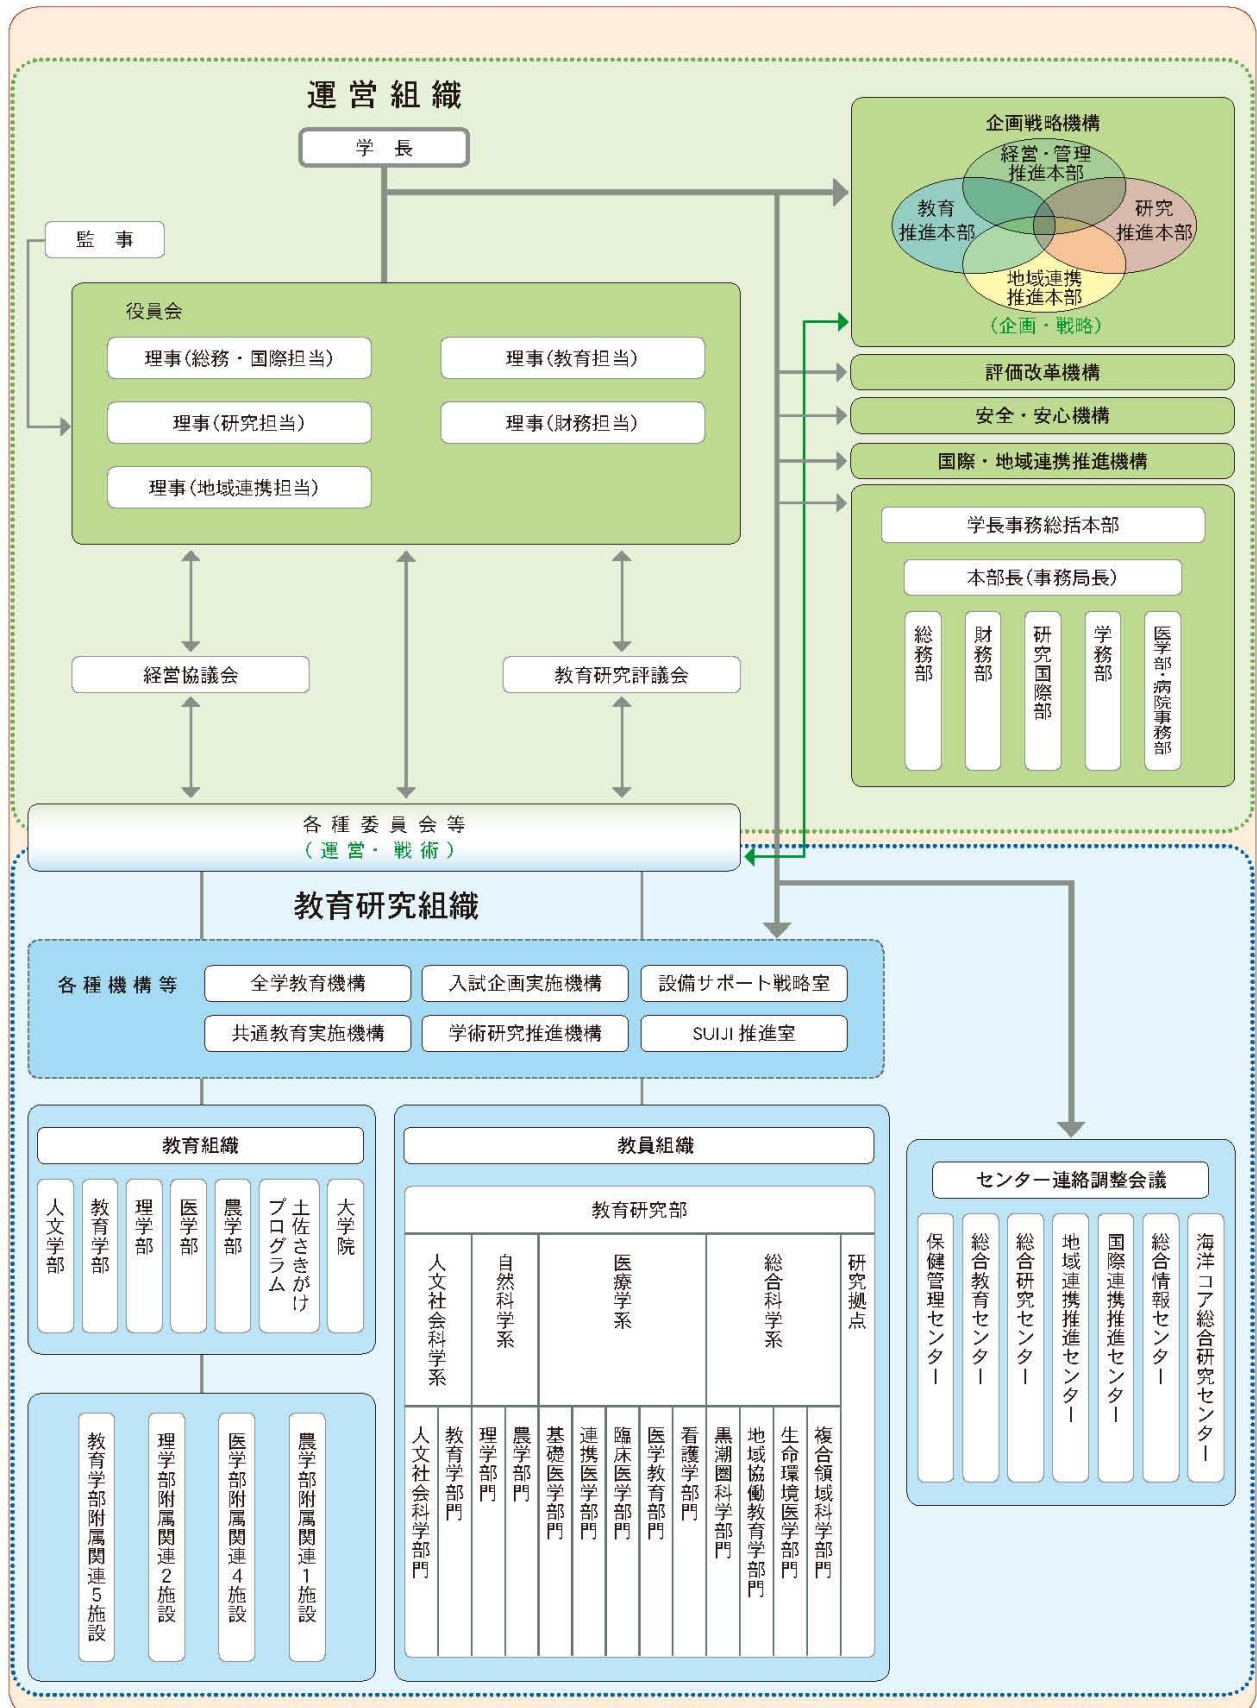 運営組織
学 長
監 事
役員会
理事(総務・国際担当)
理事(教育担当)
理事(研究担当)
理事(財務担当)
理事(地域連携担当)
経営協議会
教育研究評議会
各種委員会等
(運営・戦術)
企画戦略機構
経営・管理
推進本部
教育
推進本部
研究
推進本部
地域連携
推進本部
(企画・戦略)
評価改革機構
安全・安心機構
国際・地域連携推進機構
学長事務総括本部
本部長(事務局長)
総務部
財務部
研究国際部
学務部
医学部・病院事務部
教育研究組織
各種機構等
全学教育機構
入試企画実施機構
設備サポート戦略室
共通教育実施機構
学術研究推進機構
SUIJI 推進室
教育組織
人文学部
教育学部
理学部
医学部
農学部
土佐さきがけ
プログラム
大学院
教育学部附属関連5施設
理学部附属関連2施設
医学部附属関連4施設
農学部附属関連1施設
教員組織
教育研究部
人文社会科学系
自然科学系
医療学系
総合科学系
研究拠点
人文社会科学部門
教育学部門
理学部門
農学部門
基礎医学部門
連携医学部門
臨床医学部門
医学教育部門
看護学部門
黒潮圏科学部門
地域協働教育学部門
生命環境医学部門
複合領域科学部門
センター連絡調整会議
保健管理センター
総合教育センター
総合研究センター
地域連携推進センター
国際連携推進センター
総合情報センター
海洋コア総合研究センター